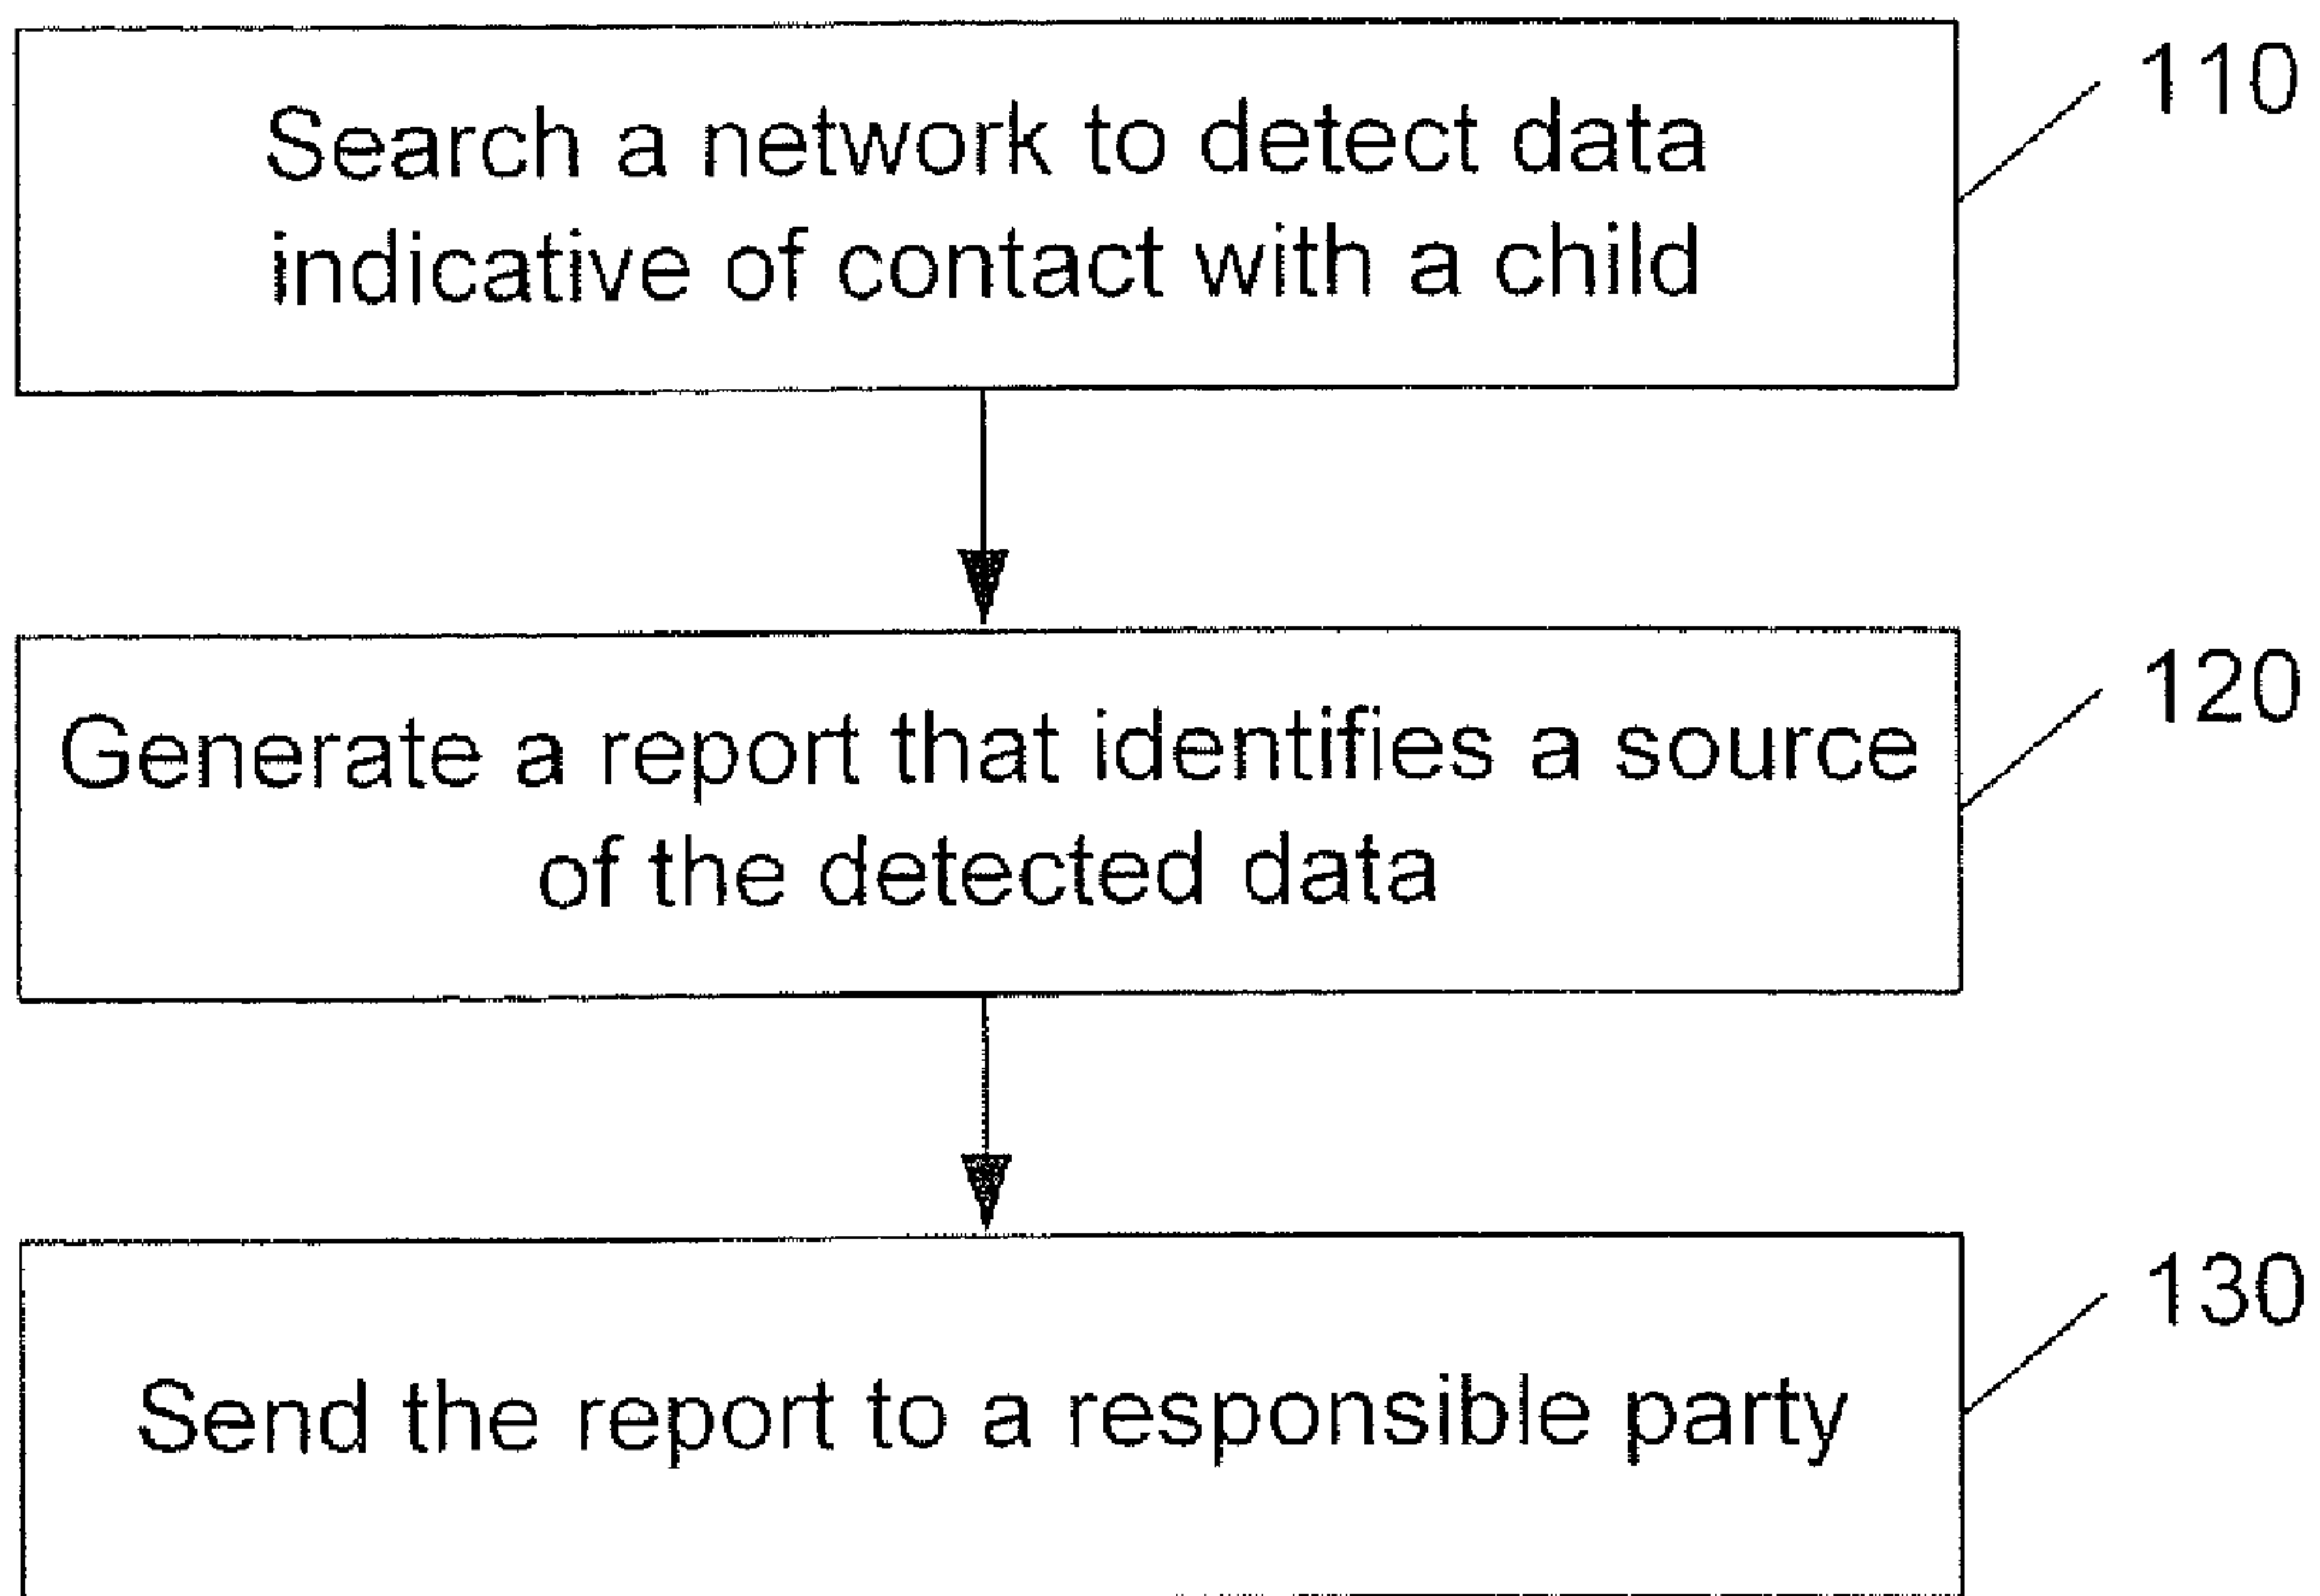 110
Search a network to detect data
indicative of contact with a child
120
Generate a report that identifies a source
of the detected data
130
Send the report to a responsible party